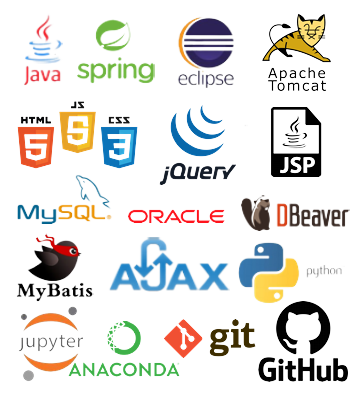 Java
spring
eclipse
Apache
Tomcat
HTML
5
JS
5
CSS
3
jQuery
JSP
MySQL®
ORACLE
DBeaver
MyBatis
AJAX
python
jupyter
ANACONDA
git
GitHub